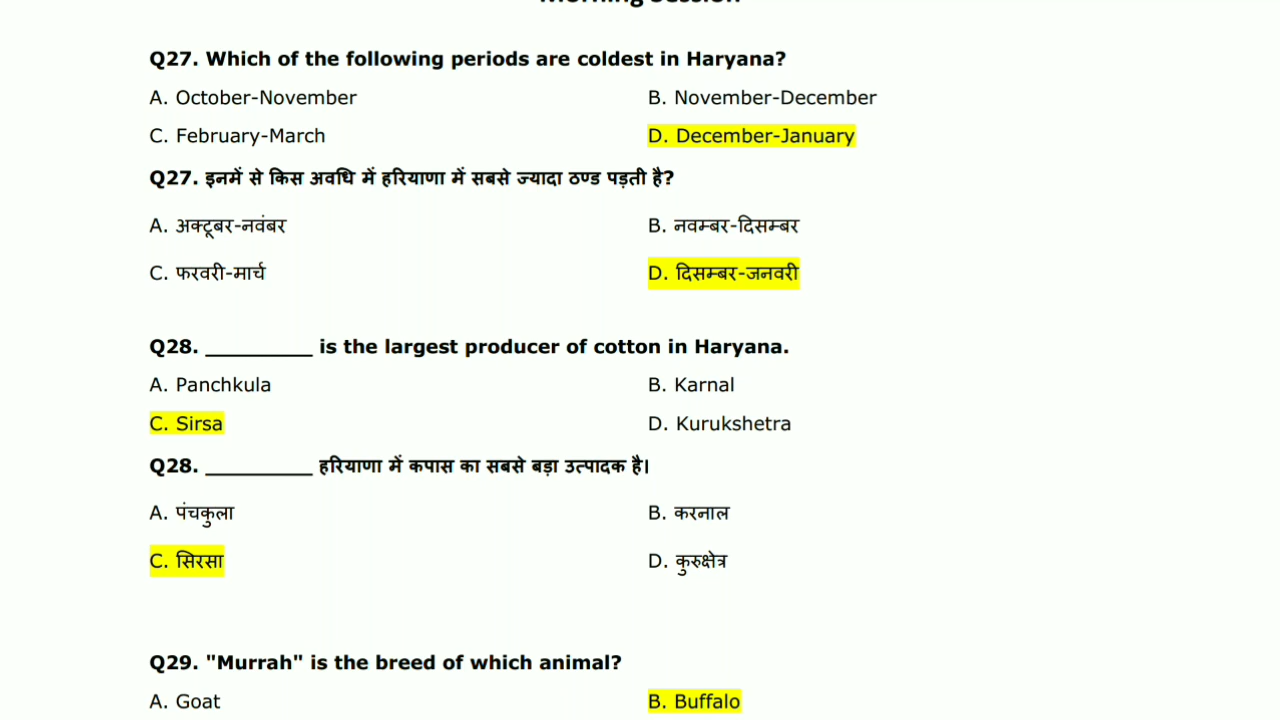 Morning Session
Q27. Which of the following periods are coldest in Haryana?
A. October-November B. November-December
C. February-March D. December-January
Q27. इनमें से किस अवधि में हरियाणा में सबसे ज्यादा ठण्ड पड़ती है?
A. अक्टूबर-नवंबर B. नवम्बर-दिसम्बर
C. फरवरी-मार्च D. दिसम्बर-जनवरी
Q28. __________ is the largest producer of cotton in Haryana.
A. Panchkula B. Karnal
C. Sirsa D. Kurukshetra
Q28. __________ हरियाणा में कपास का सबसे बड़ा उत्पादक है।
A. पंचकुला B. करनाल
C. सिरसा D. कुरुक्षेत्र
Q29. "Murrah" is the breed of which animal?
A. Goat B. Buffalo